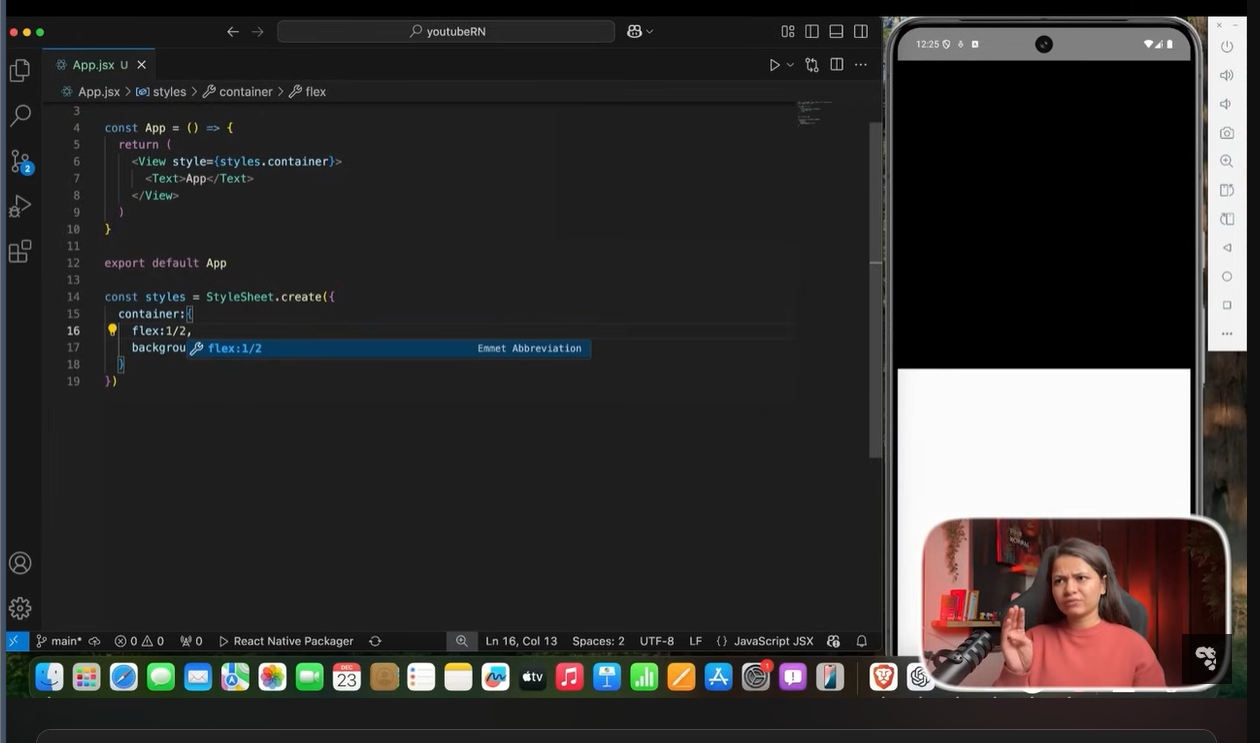 youtubeRN
App.jsx U
App.jsx > styles > container > flex
3
4 const App = () => {
5 return (
6 <View style={styles.container}>
7 <Text>App</Text>
8 </View>
9 )
10 }
11
12 export default App
13
14 const styles = StyleSheet.create({
15 container:{
16 flex:1/2,
17 backgrou flex:1/2 Emmet Abbreviation
18 }
19 })
2
12:25
main* 0 0 0 React Native Packager Ln 16, Col 13 Spaces: 2 UTF-8 LF {} JavaScript JSX
DEC
23
tv
1